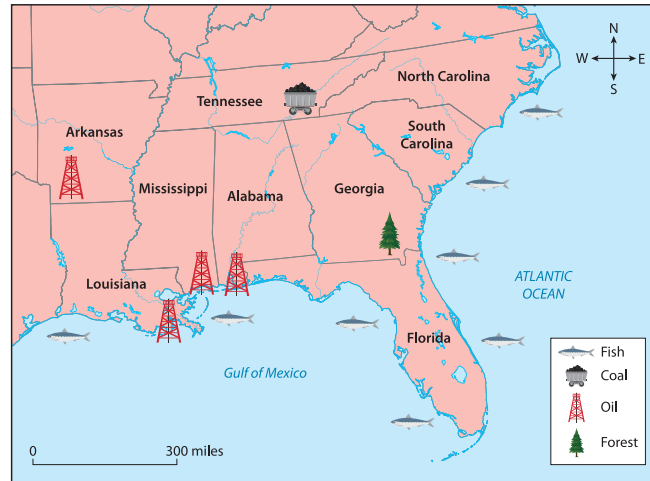 N
W E
S
North Carolina
Tennessee
South
Carolina
Arkansas
Mississippi
Alabama
Georgia
Louisiana
ATLANTIC
OCEAN
Florida
Gulf of Mexico
Fish
Coal
Oil
Forest
0 300 miles